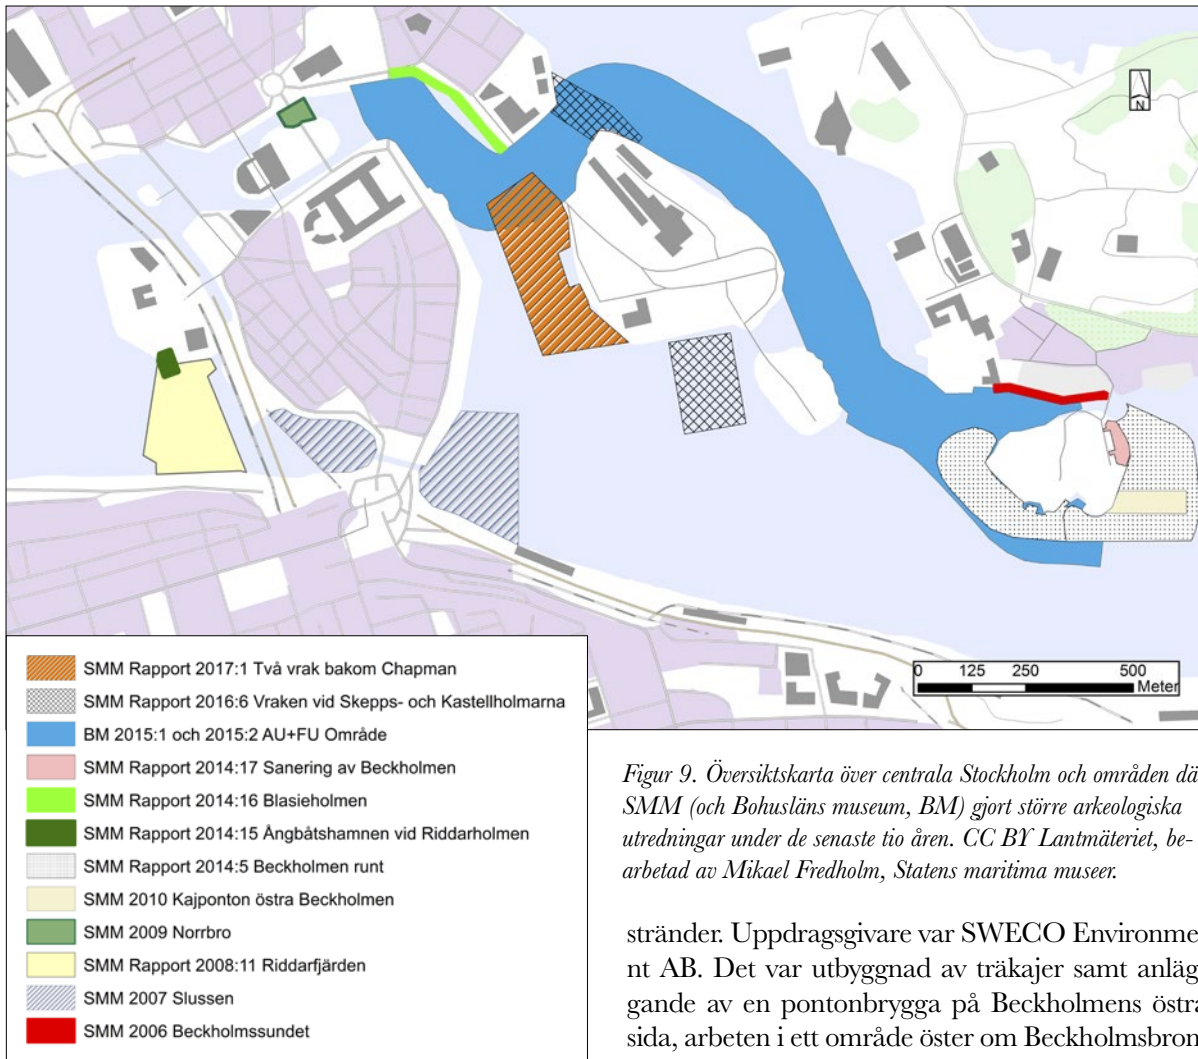 N
0 125 250 500
Meter
SMM Rapport 2017:1 Två vrak bakom Chapman
SMM Rapport 2016:6 Vraken vid Skepps- och Kastellholmarna
BM 2015:1 och 2015:2 AU+FU Område
SMM Rapport 2014:17 Sanering av Beckholmen
SMM Rapport 2014:16 Blasieholmen
SMM Rapport 2014:15 Ångbåtshamnen vid Riddarholmen
SMM Rapport 2014:5 Beckholmen runt
SMM 2010 Kajponton östra Beckholmen
SMM 2009 Norrbro
SMM Rapport 2008:11 Riddarfjärden
SMM 2007 Slussen
SMM 2006 Beckholmssundet
Figur 9. Översiktskarta över centrala Stockholm och områden dä
SMM (och Bohusläns museum, BM) gjort större arkeologiska
utredningar under de senaste tio åren. CC BY Lantmäteriet, be-
arbetad av Mikael Fredholm, Statens maritima museer.
stränder. Uppdragsgivare var SWECO Environme
nt AB. Det var utbyggnad av träkajer samt anläg
gande av en pontonbrygga på Beckholmens östra
sida, arbeten i ett område öster om Beckholmsbron